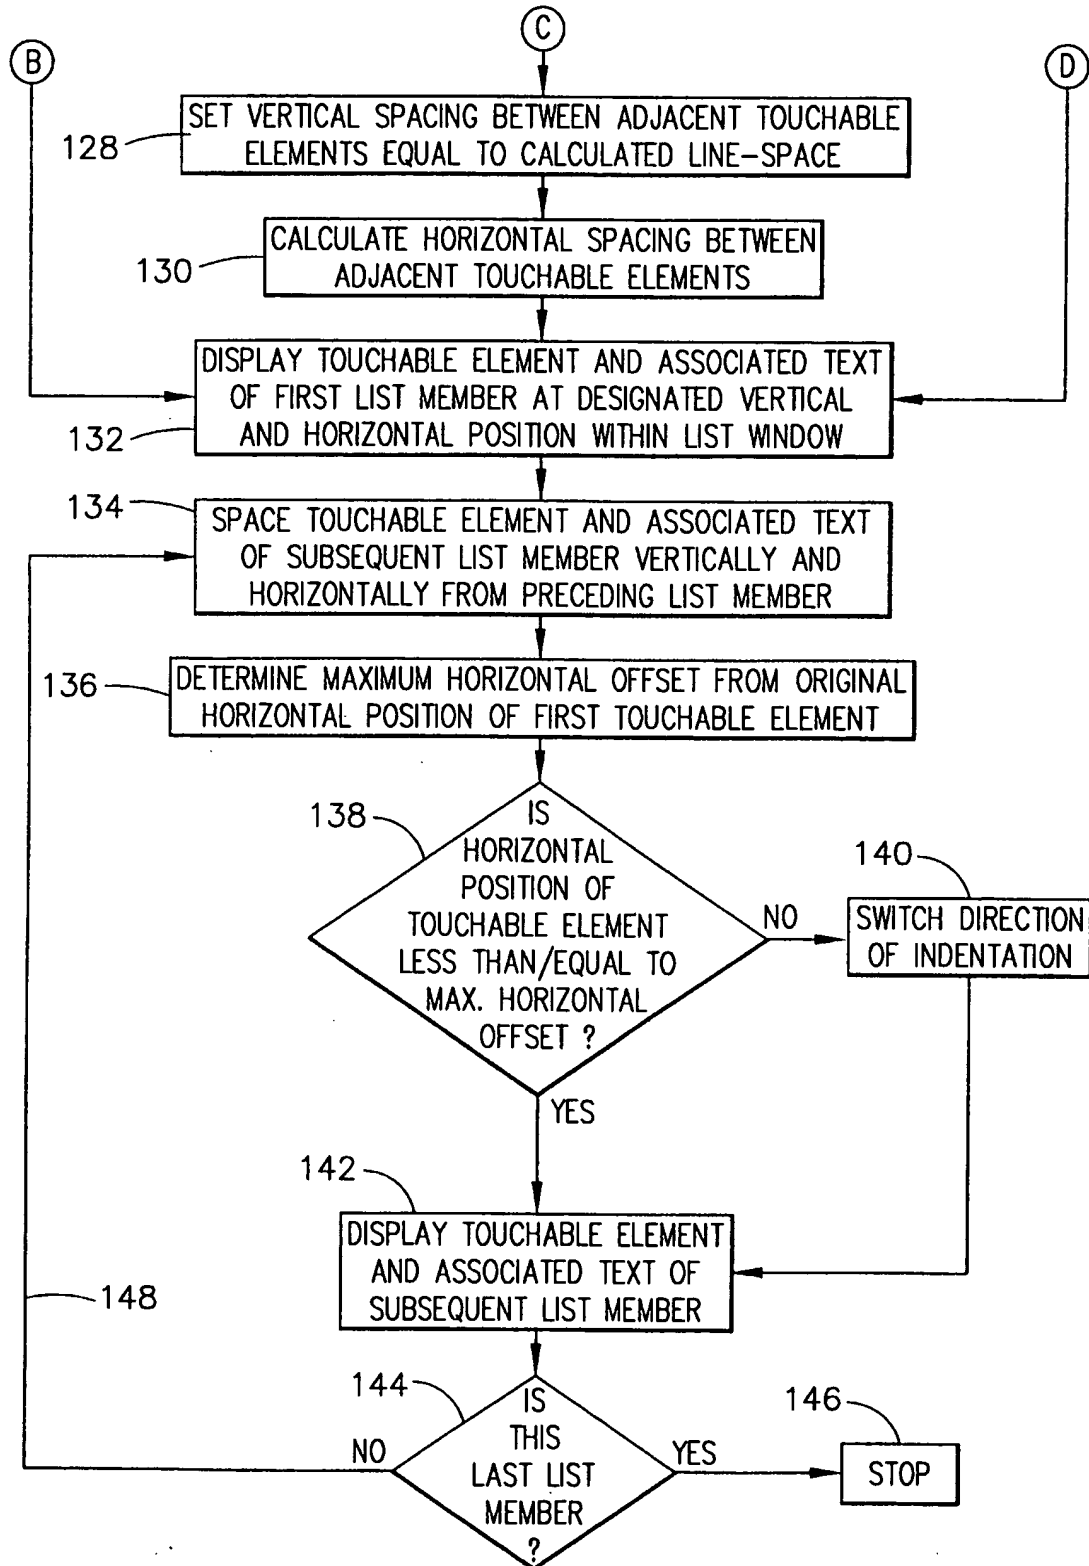 C
B
D
SET VERTICAL SPACING BETWEEN ADJACENT TOUCHABLE
ELEMENTS EQUAL TO CALCULATED LINE-SPACE
128
CALCULATE HORIZONTAL SPACING BETWEEN
ADJACENT TOUCHABLE ELEMENTS
130
DISPLAY TOUCHABLE ELEMENT AND ASSOCIATED TEXT
OF FIRST LIST MEMBER AT DESIGNATED VERTICAL
AND HORIZONTAL POSITION WITHIN LIST WINDOW
132
134
SPACE TOUCHABLE ELEMENT AND ASSOCIATED TEXT
OF SUBSEQUENT LIST MEMBER VERTICALLY AND
HORIZONTALLY FROM PRECEDING LIST MEMBER
136
DETERMINE MAXIMUM HORIZONTAL OFFSET FROM ORIGINAL
HORIZONTAL POSITION OF FIRST TOUCHABLE ELEMENT
138
IS
HORIZONTAL
POSITION OF
TOUCHABLE ELEMENT
LESS THAN/EQUAL TO
MAX. HORIZONTAL
OFFSET ?
NO
140
SWITCH DIRECTION
OF INDENTATION
YES
142
DISPLAY TOUCHABLE ELEMENT
AND ASSOCIATED TEXT OF
SUBSEQUENT LIST MEMBER
148
144
IS
THIS
LAST LIST
MEMBER
?
NO
YES
146
STOP